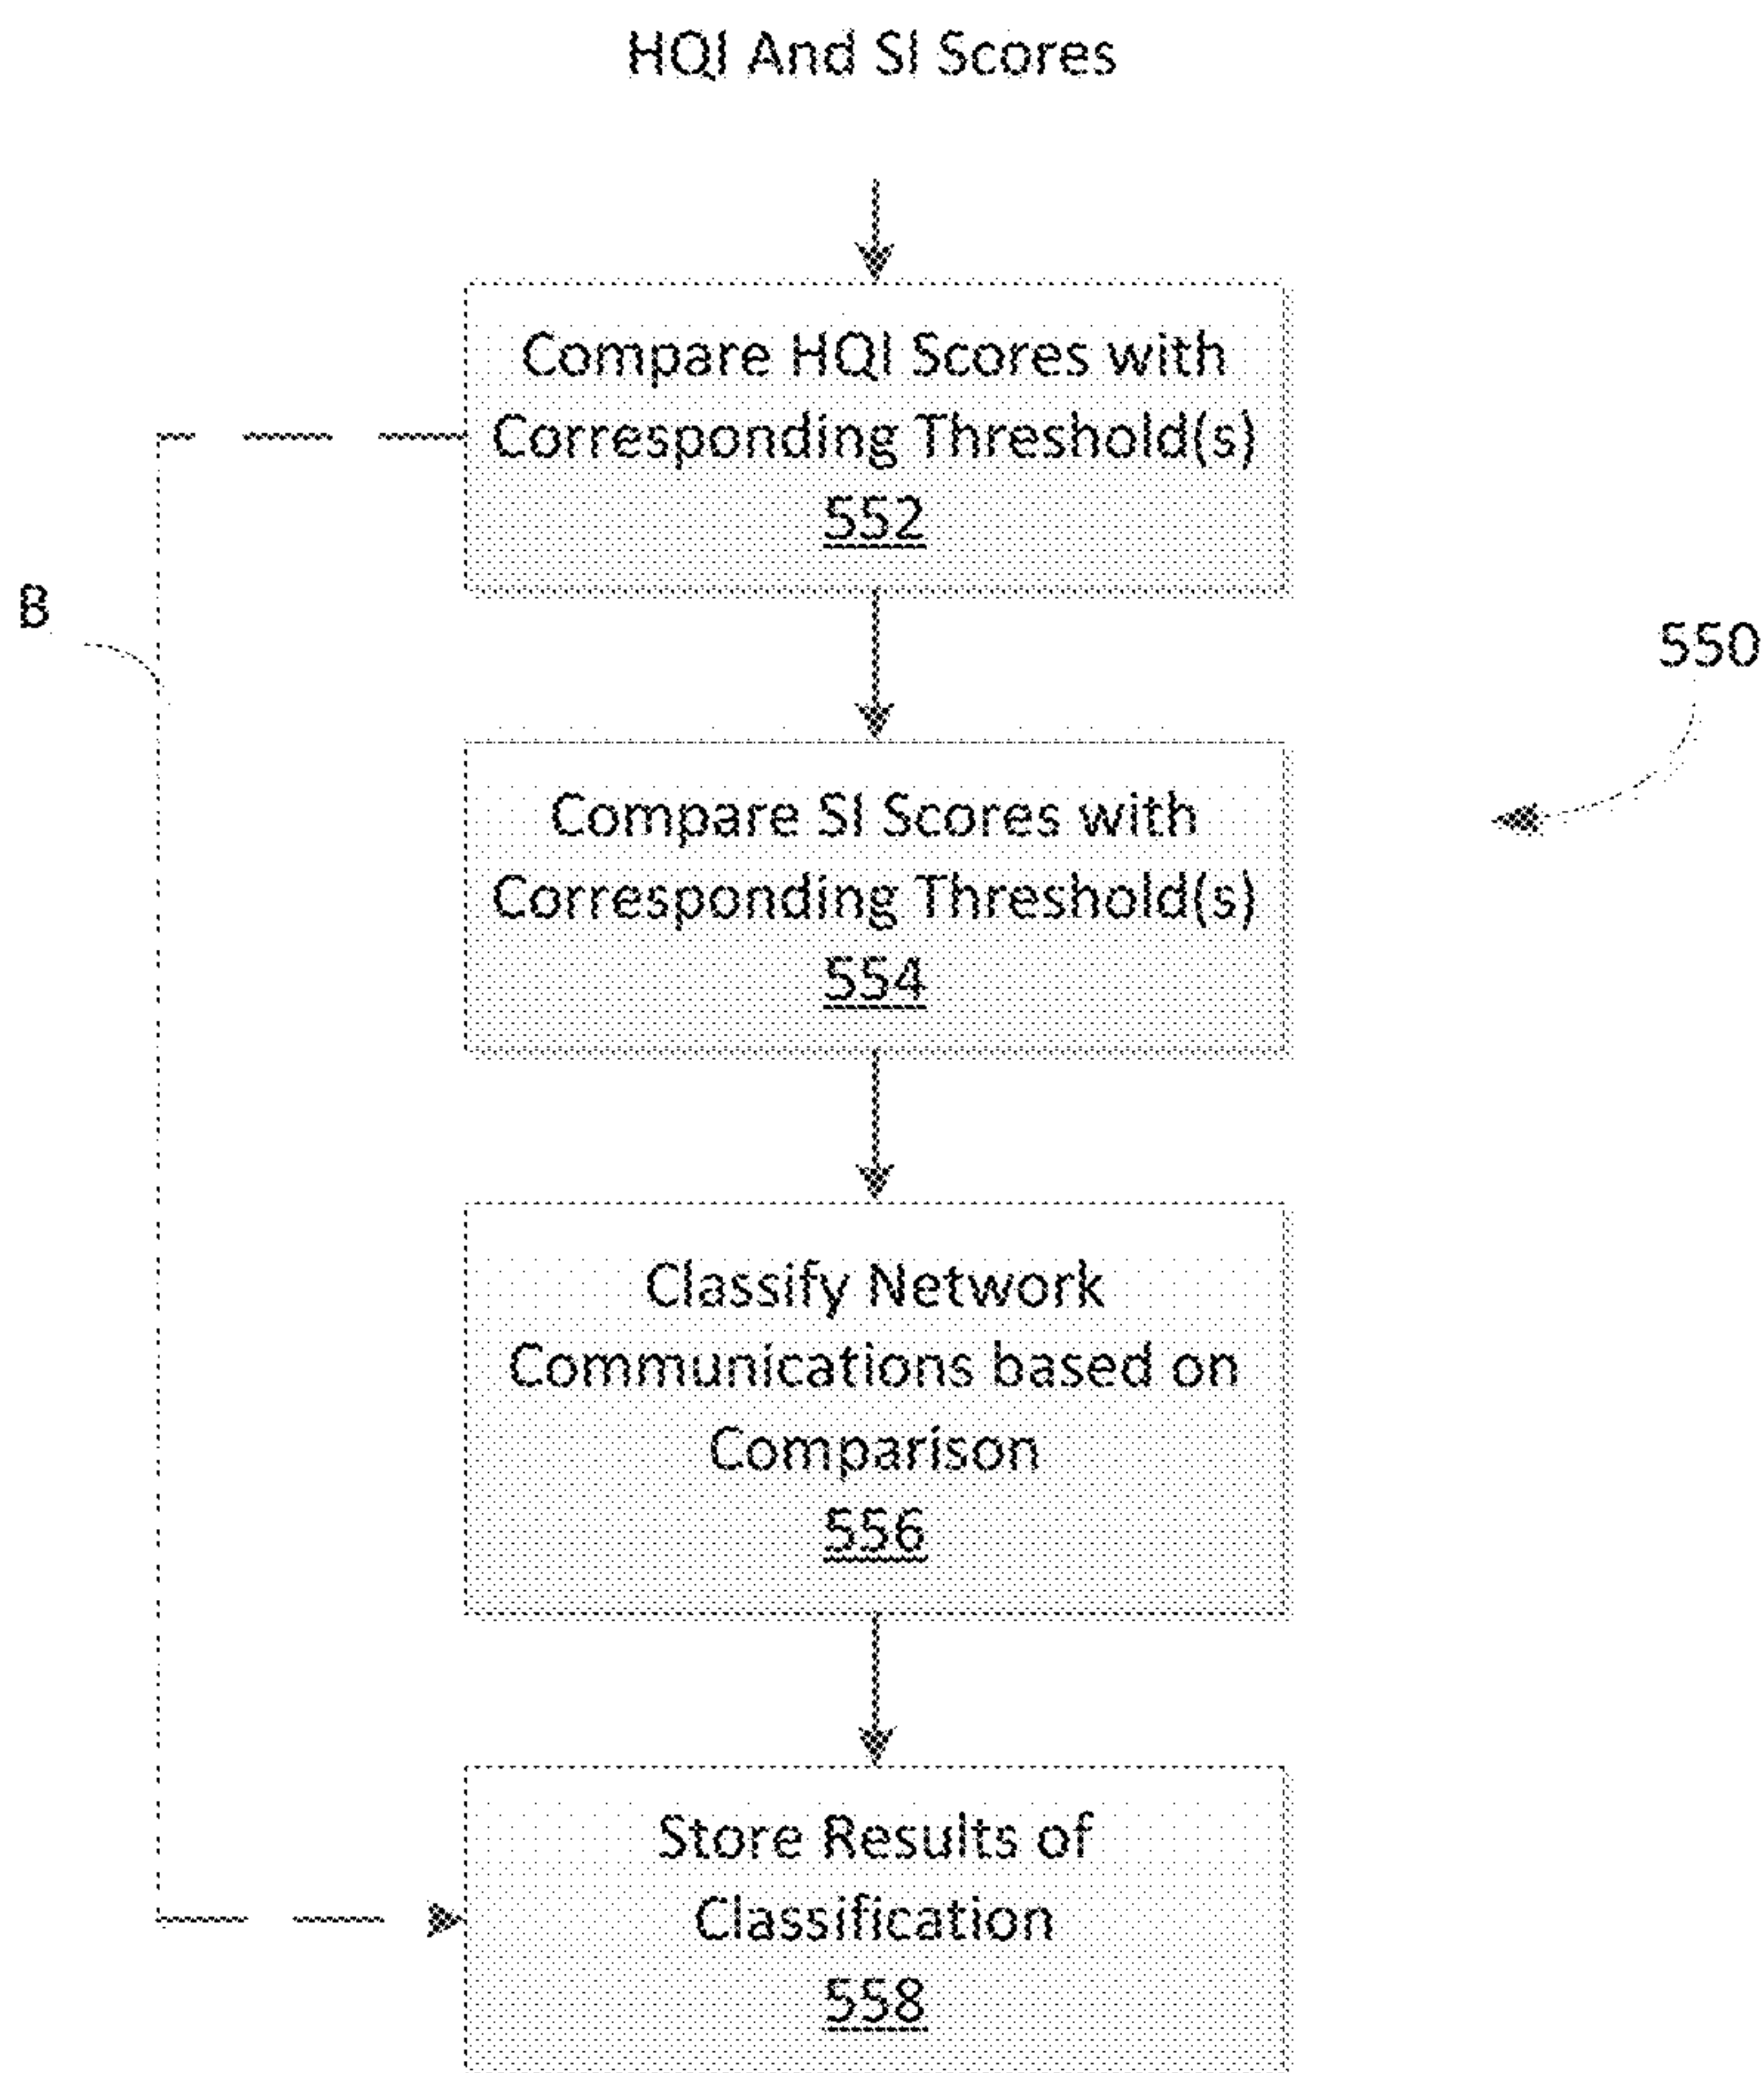 HQI And SI Scores
Compare HQI Scores with
Corresponding Threshold(s)
552
B
550
Compare SI Scores with
Corresponding Threshold(s)
554
Classify Network
Communications based on
Comparison
556
Store Results of
Classification
558